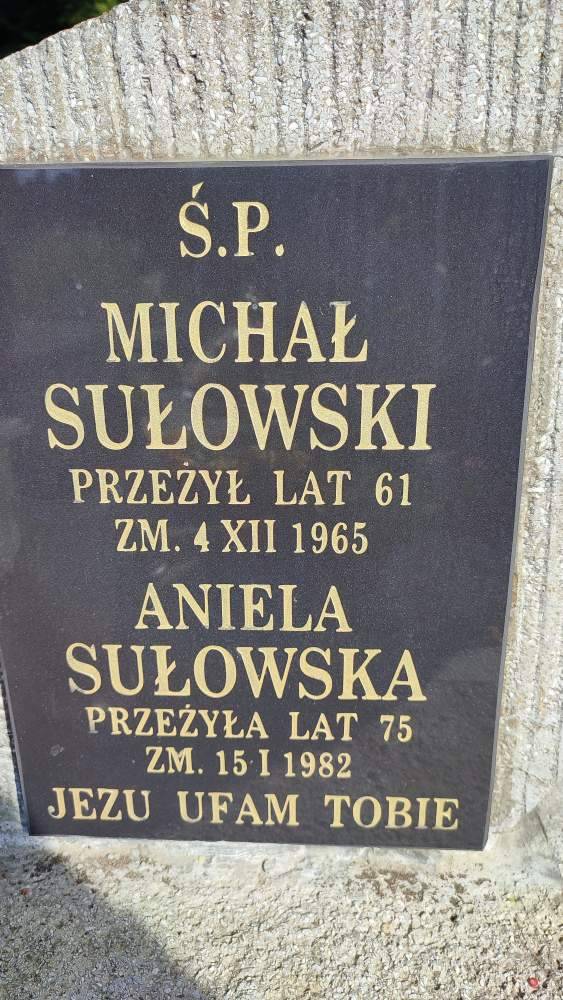 Ś.P.
MICHAŁ
SUŁOWSKI
PRZEŻYŁ LAT 61
ZM. 4 XII 1965
ANIELA
SUŁOWSKA
PRZEŻYŁA LAT 75
ZM. 15 I 1982
JEZU UFAM TOBIE